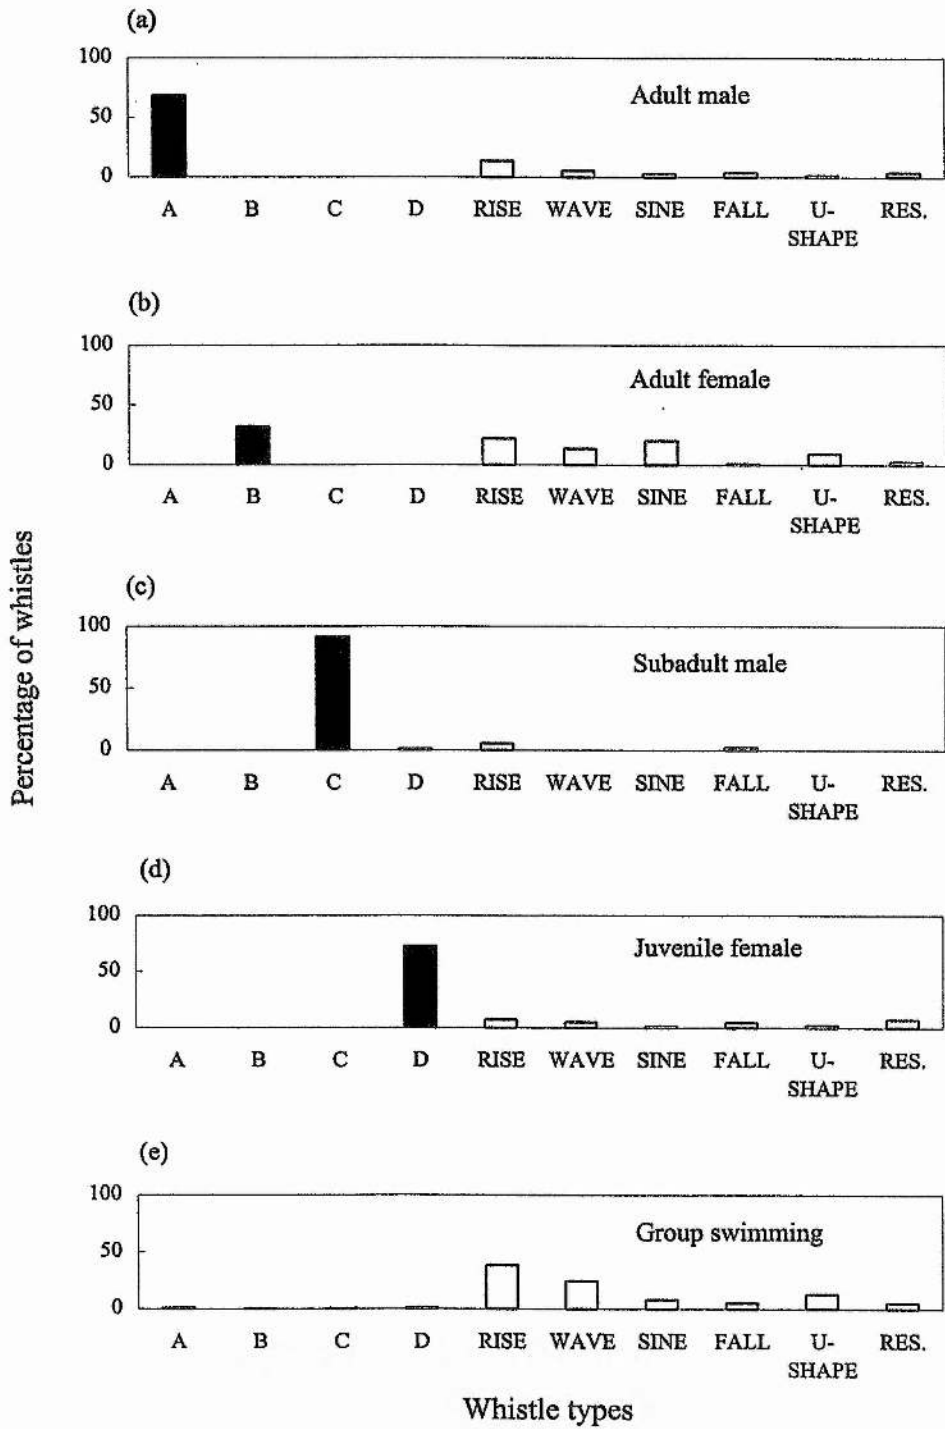 (a)
100
50
0
Adult male
A B C D RISE WAVE SINE FALL U- RES.
SHAPE
(b)
100
50
0
Adult female
A B C D RISE WAVE SINE FALL U- RES.
SHAPE
(c)
100
50
0
Subadult male
A B C D RISE WAVE SINE FALL U- RES.
SHAPE
(d)
100
50
0
Juvenile female
A B C D RISE WAVE SINE FALL U- RES.
SHAPE
(e)
100
50
0
Group swimming
A B C D RISE WAVE SINE FALL U- RES.
SHAPE
Percentage of whistles
Whistle types